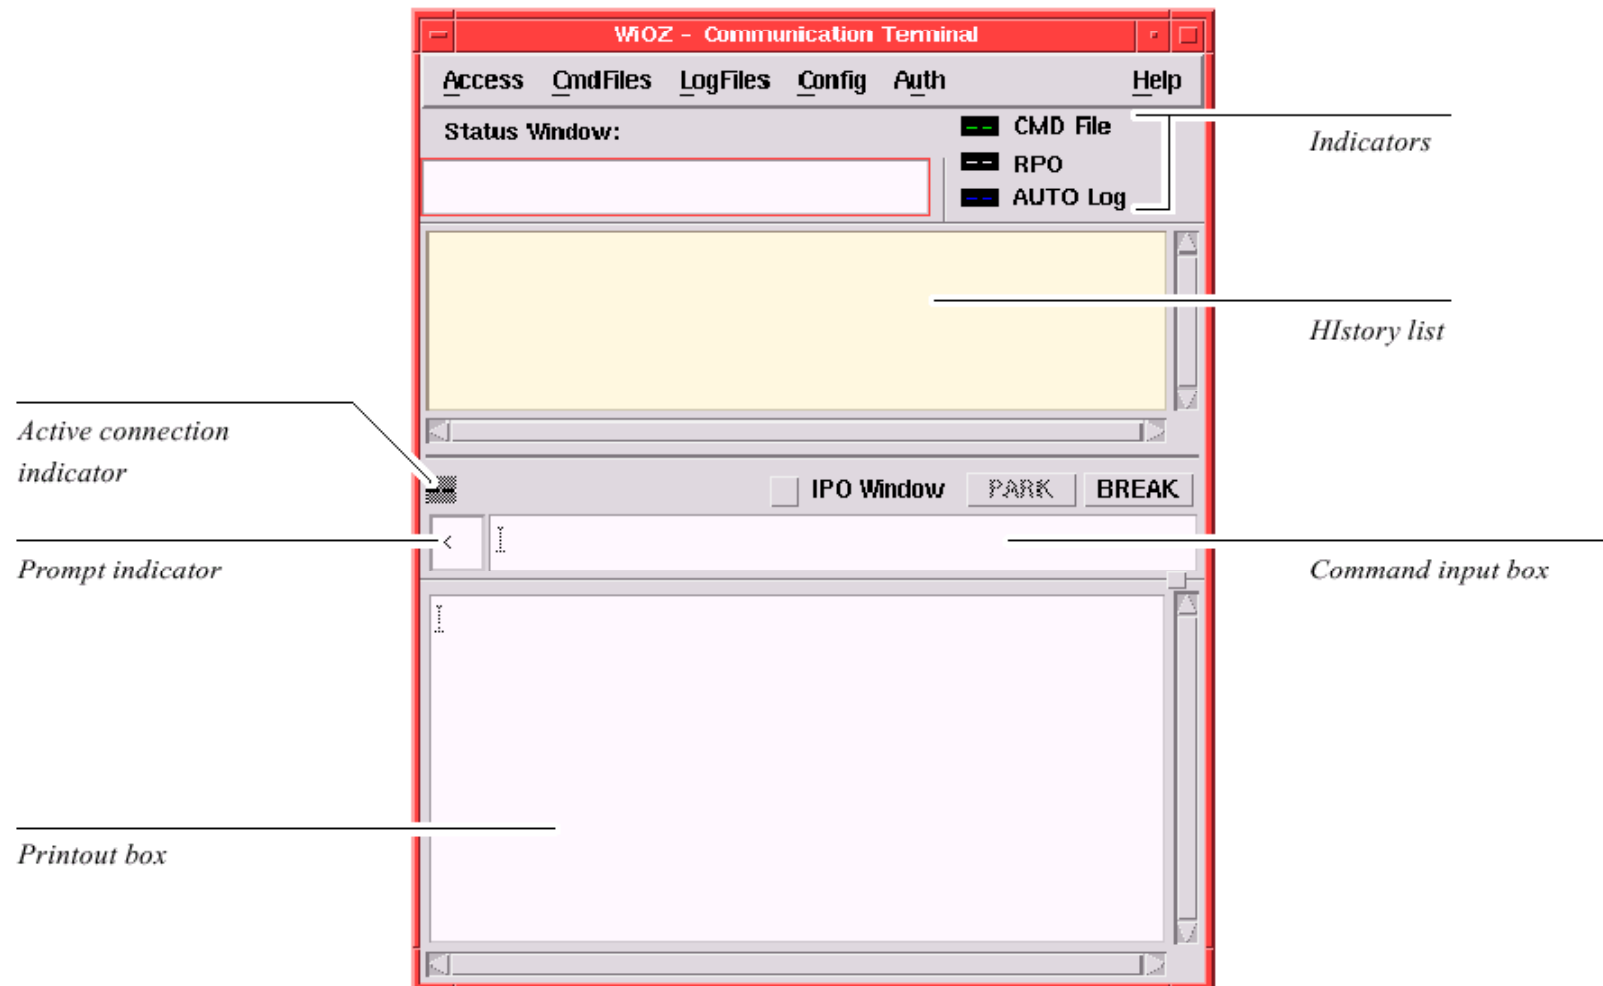 WiOZ - Communication Terminal
Access CmdFiles LogFiles Config Auth Help
Status Window:
-- CMD File
-- RPO
-- AUTO Log
Indicators
HIstory list
Active connection
indicator
--
IPO Window PARK BREAK
<
Prompt indicator
Command input box
Printout box